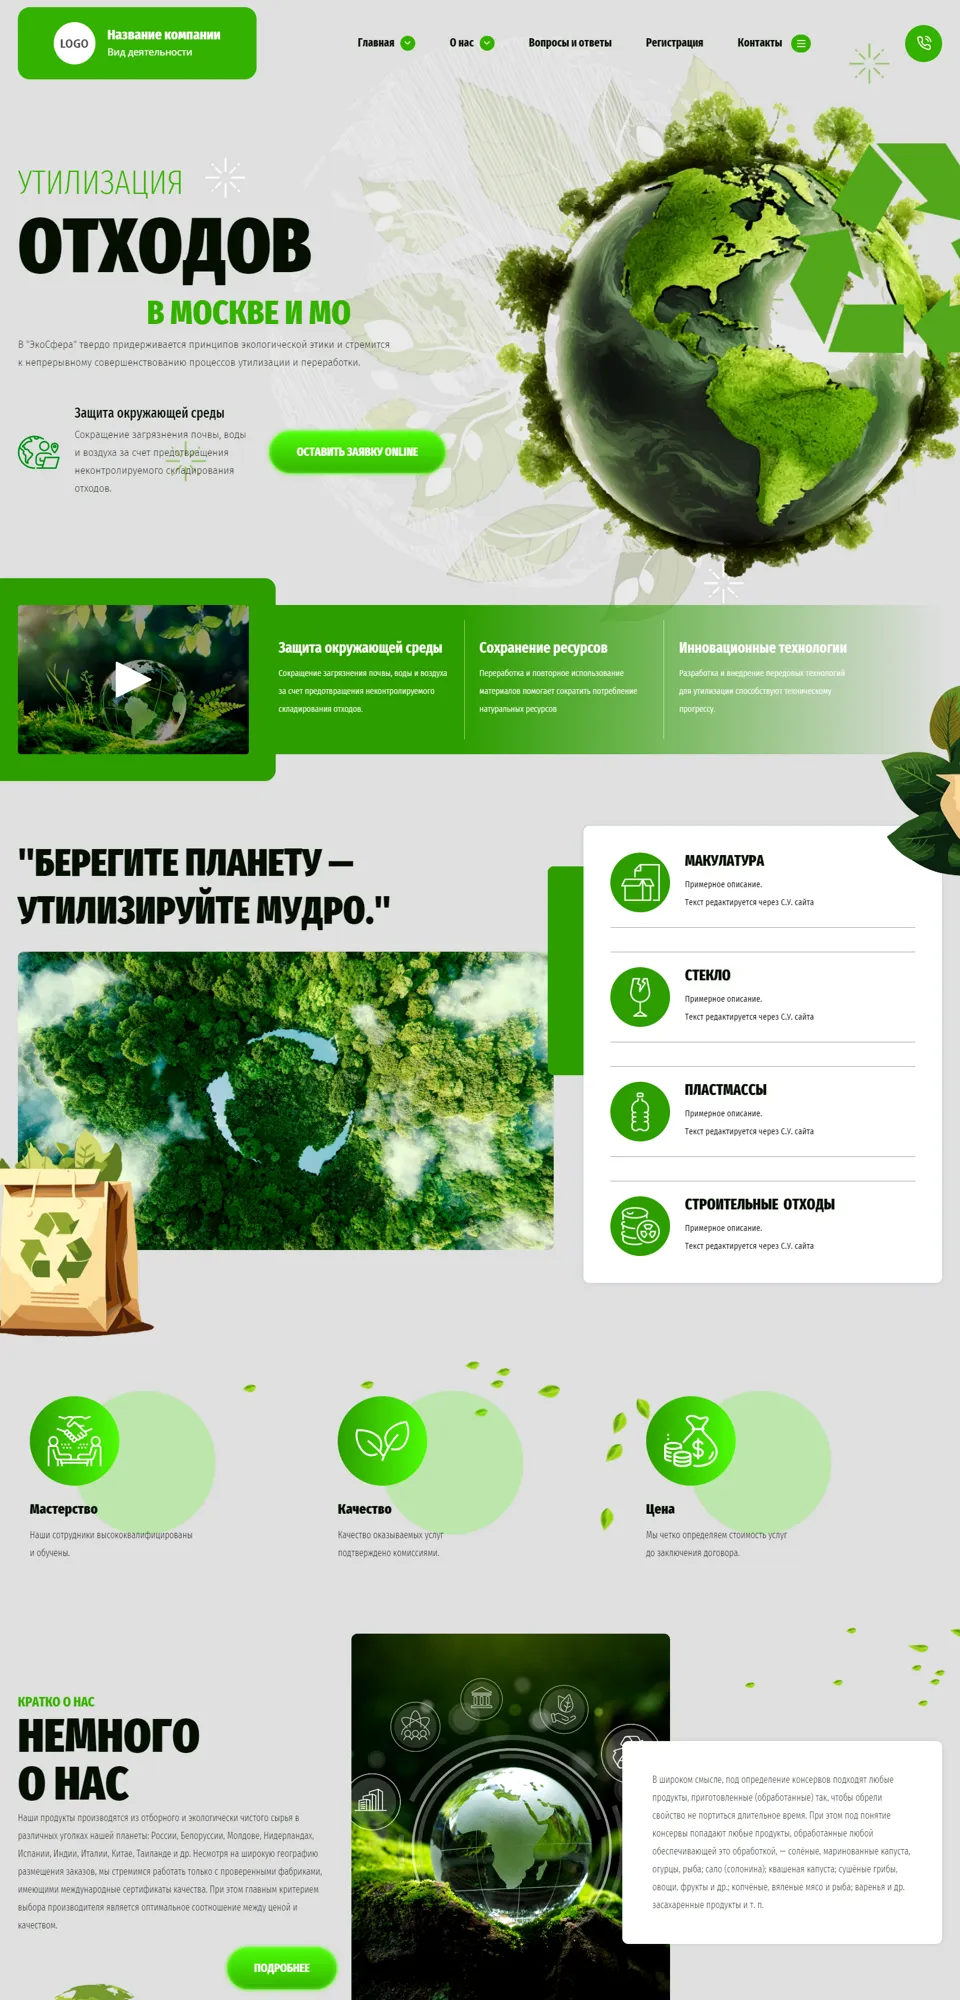 LOGO
Название компании
Вид деятельности
Главная
О нас
Вопросы и ответы
Регистрация
Контакты
УТИЛИЗАЦИЯ
ОТХОДОВ
В МОСКВЕ И МО
В "ЭкоСфера" твердо придерживается принципов экологической этики и стремится
к непрерывному совершенствованию процессов утилизации и переработки.
Защита окружающей среды
Сокращение загрязнения почвы, воды
и воздуха за счет предотвращения
неконтролируемого складирования
отходов.
ОСТАВИТЬ ЗАЯВКУ ONLINE
Защита окружающей среды
Сокращение загрязнения почвы, воды и воздуха
за счет предотвращения неконтролируемого
складирования отходов.
Сохранение ресурсов
Переработка и повторное использование
материалов помогает сократить потребление
натуральных ресурсов
Инновационные технологии
Разработка и внедрение передовых технологий
для утилизации способствуют техническому
прогрессу.
"БЕРЕГИТЕ ПЛАНЕТУ —
УТИЛИЗИРУЙТЕ МУДРО."
МАКУЛАТУРА
Примерное описание.
Текст редактируется через С.У. сайта
СТЕКЛО
Примерное описание.
Текст редактируется через С.У. сайта
ПЛАСТМАССЫ
Примерное описание.
Текст редактируется через С.У. сайта
СТРОИТЕЛЬНЫЕ ОТХОДЫ
Примерное описание.
Текст редактируется через С.У. сайта
Мастерство
Наши сотрудники высококвалифицированы
и обучены.
Качество
Качество оказываемых услуг
подтверждено комиссиями.
Цена
Мы четко определяем стоимость услуг
до заключения договора.
КРАТКО О НАС
НЕМНОГО
О НАС
Наши продукты производятся из отборного и экологически чистого сырья в
различных уголках нашей планеты: России, Белоруссии, Молдове, Нидерландах,
Испании, Индии, Италии, Китае, Таиланде и др. Несмотря на широкую географию
размещения заказов, мы стремимся работать только с проверенными фабриками,
имеющими международные сертификаты качества. При этом главным критерием
выбора производителя является оптимальное соотношение между ценой и
качеством.
ПОДРОБНЕЕ
В широком смысле, под определение консервов подходят любые
продукты, приготовленные (обработанные) так, чтобы обрели
свойство не портиться длительное время. При этом под понятие
консервы попадают любые продукты, обработанные любой
обеспечивающей это обработкой, — солёные, маринованные капуста,
огурцы, рыба; сало (солонина); квашеная капуста; сушёные грибы,
овощи, фрукты и др.; копчёные, вяленые мясо и рыба; варенья и др.
засахаренные продукты и т. п.